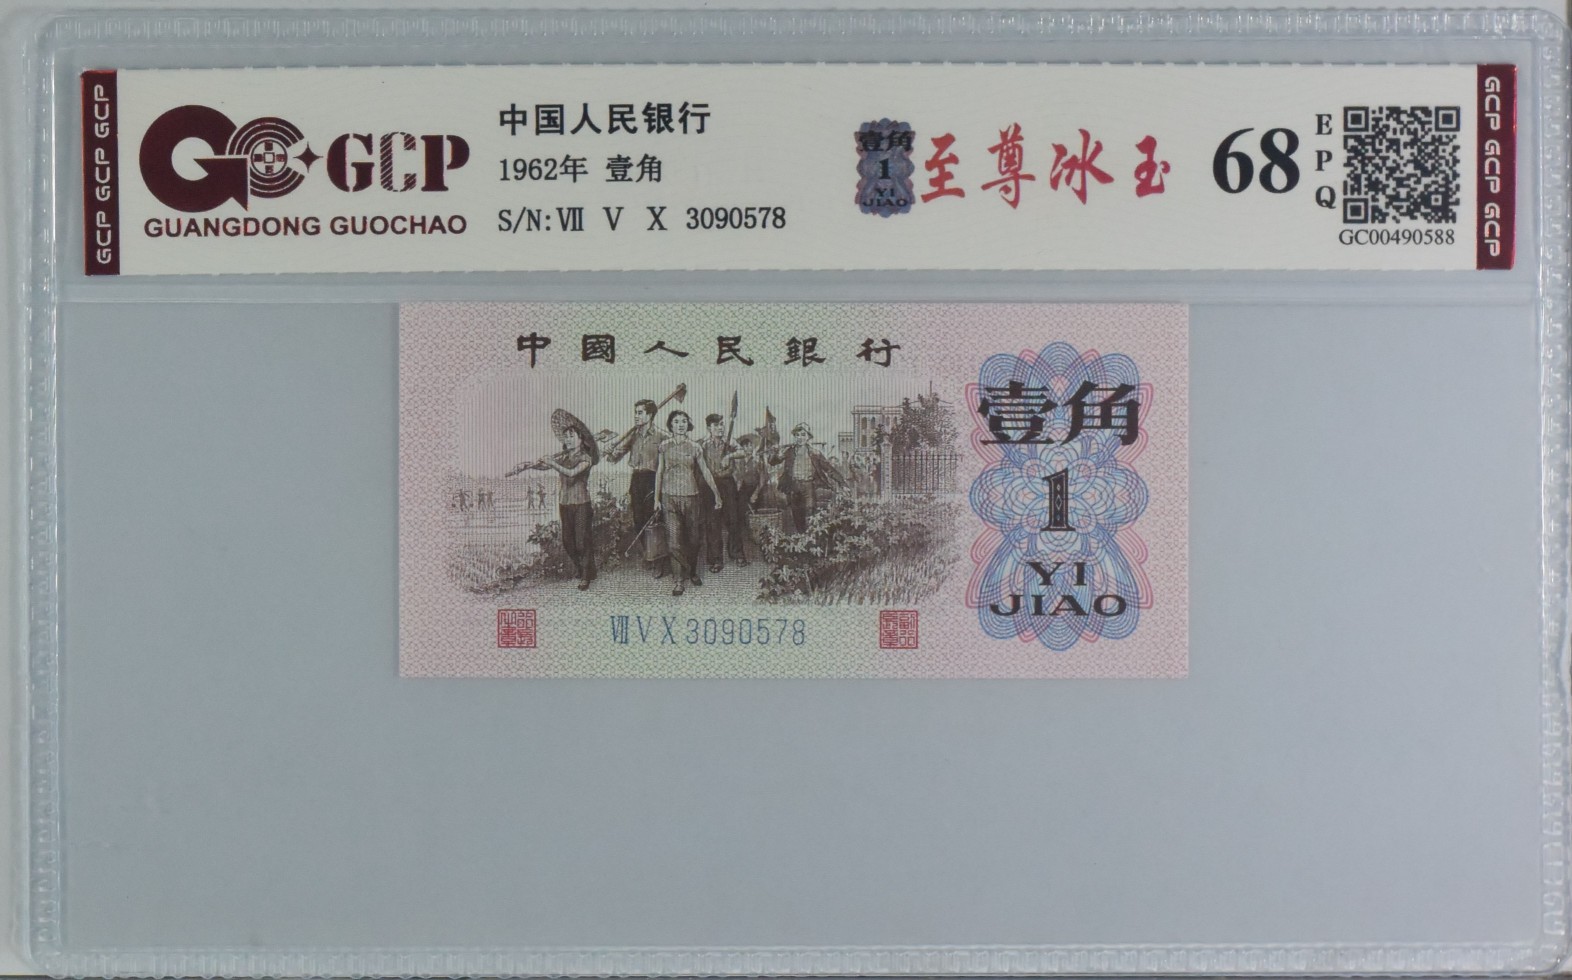 GCP GCP GCP
GCP
GUANGDONG GUOCHAO
中国人民银行
1962年 壹角
S/N: Ⅶ Ⅴ Ⅹ 3090578
壹角
1
YI
JIAO
至尊冰玉
68
E
P
Q
GC00490588
GCP GCP GCP
中國人民銀行
壹角
1
YI
JIAO
Ⅶ Ⅴ Ⅹ 3090578